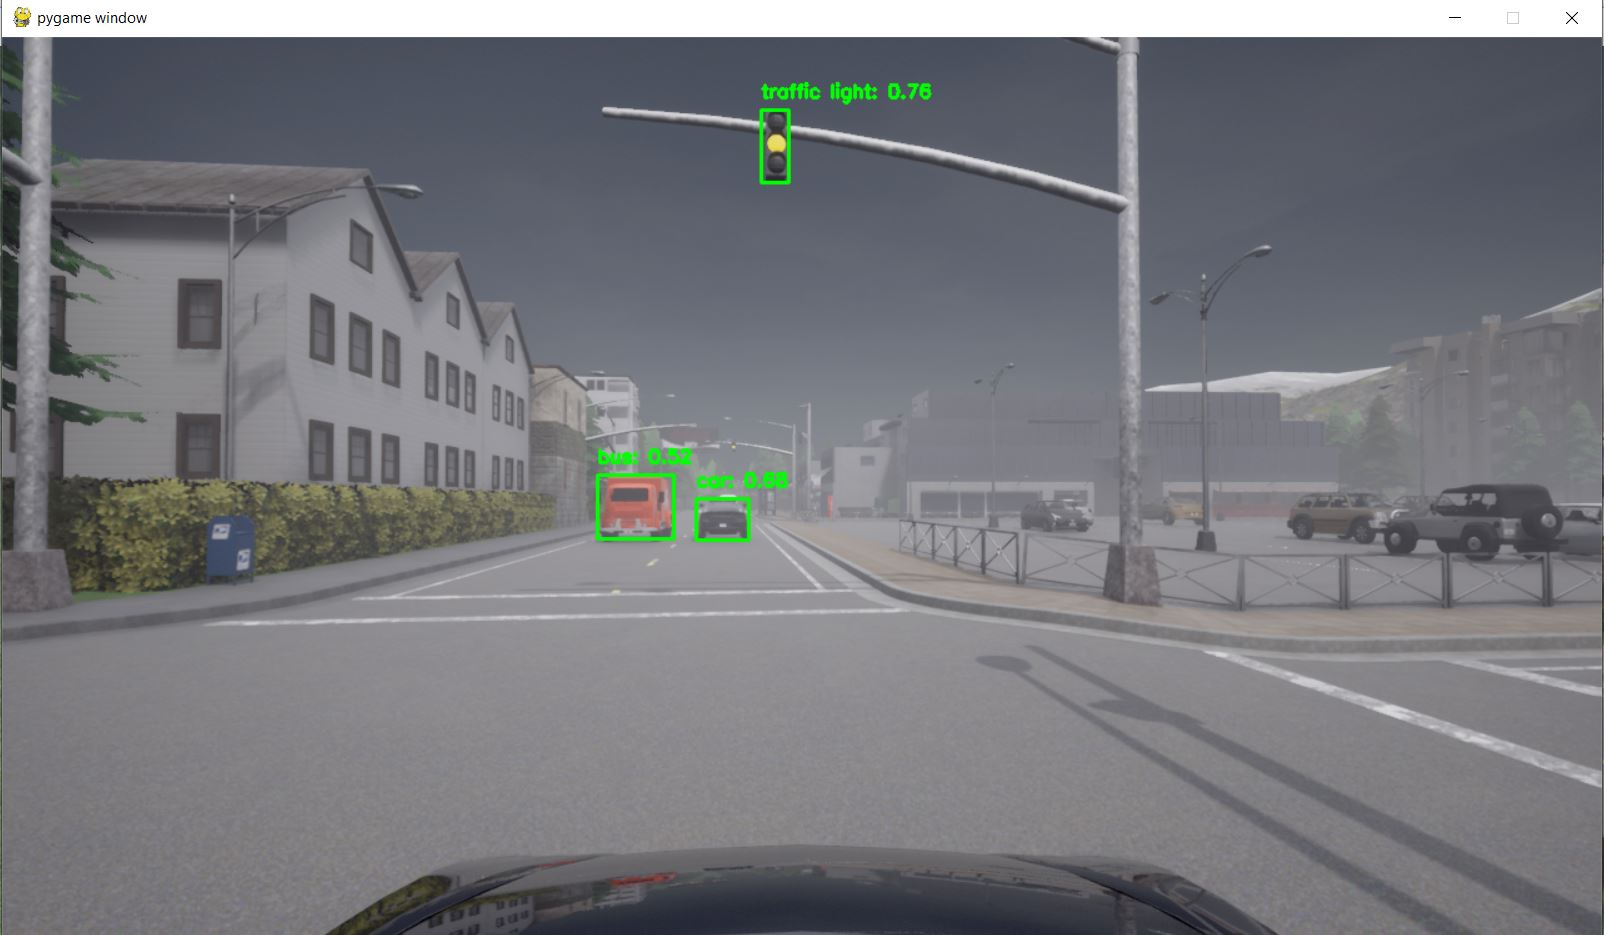 pygame window
traffic light: 0.76
bus: 0.52
car: 0.68